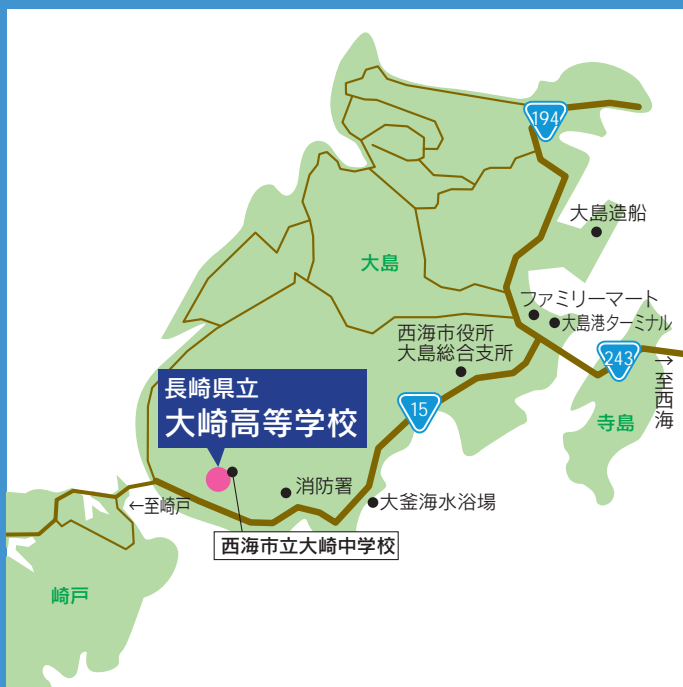 194
大島造船
大島
ファミリーマート
大島港ターミナル
西海市役所
大島総合支所
243
→至西海
寺島
長崎県立
大崎高等学校
15
消防署
大釜海水浴場
←至崎戸
西海市立大崎中学校
崎戸